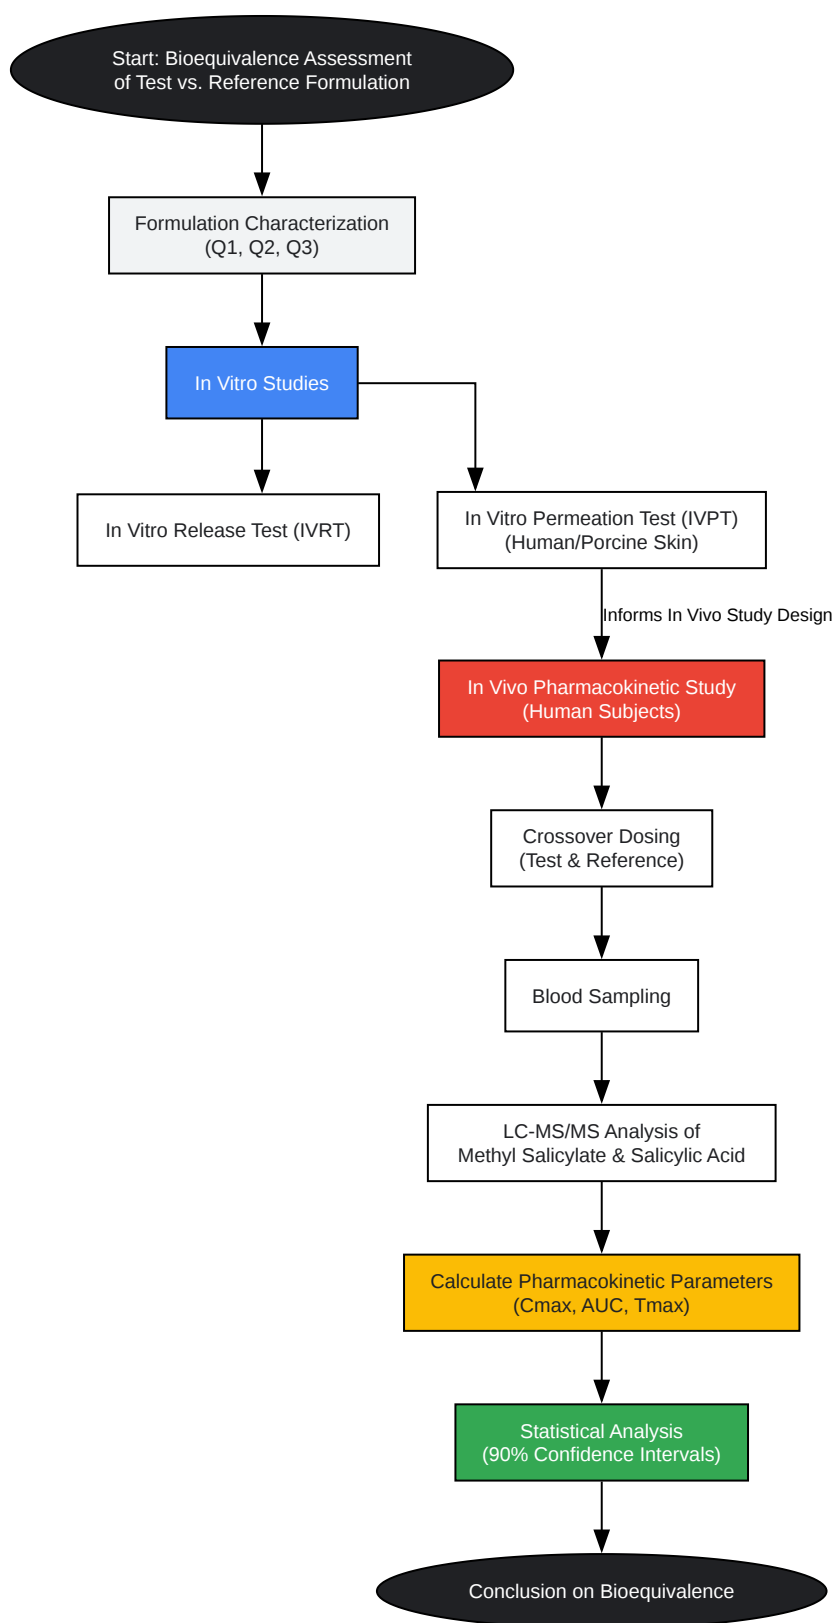 Start: Bioequivalence Assessment
of Test vs. Reference Formulation
Formulation Characterization
(Q1, Q2, Q3)
In Vitro Studies
In Vitro Release Test (IVRT)
In Vitro Permeation Test (IVPT)
(Human/Porcine Skin)
Informs In Vivo Study Design
In Vivo Pharmacokinetic Study
(Human Subjects)
Crossover Dosing
(Test & Reference)
Blood Sampling
LC-MS/MS Analysis of
Methyl Salicylate & Salicylic Acid
Calculate Pharmacokinetic Parameters
(Cmax, AUC, Tmax)
Statistical Analysis
(90% Confidence Intervals)
Conclusion on Bioequivalence